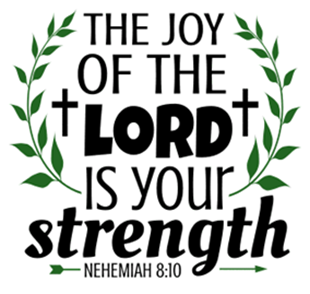 THE JOY
OF THE
LORD
IS your
strength
NEHEMIAH 8:10